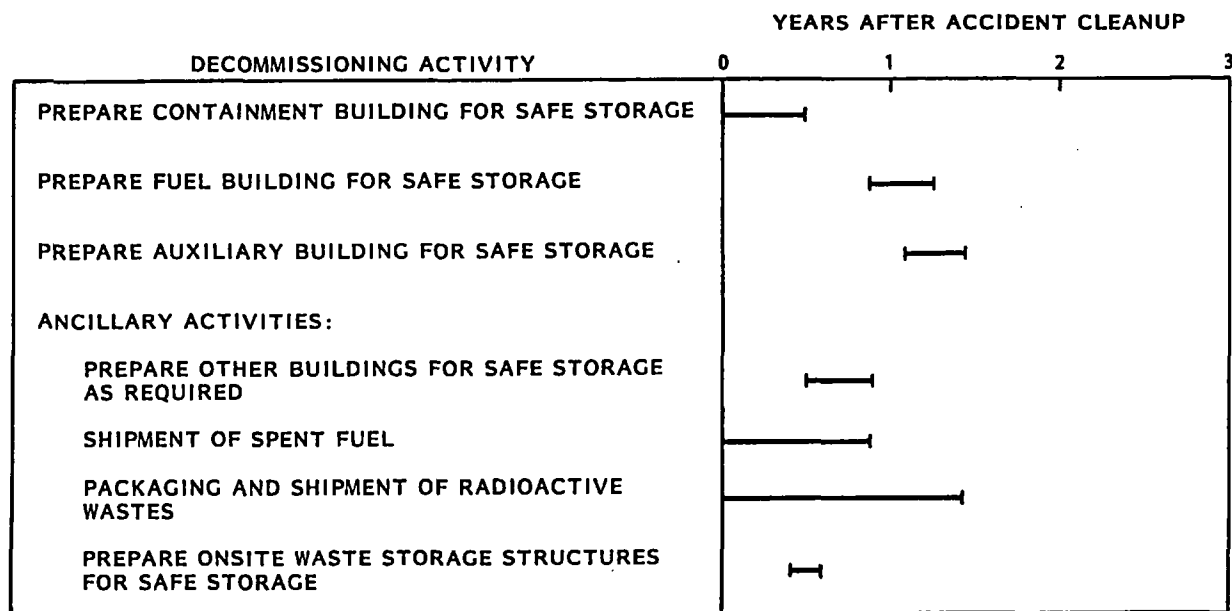 YEARS AFTER ACCIDENT CLEANUP
DECOMMISSIONING ACTIVITY
0 1 2 3
PREPARE CONTAINMENT BUILDING FOR SAFE STORAGE
PREPARE FUEL BUILDING FOR SAFE STORAGE
PREPARE AUXILIARY BUILDING FOR SAFE STORAGE
ANCILLARY ACTIVITIES:
PREPARE OTHER BUILDINGS FOR SAFE STORAGE
AS REQUIRED
SHIPMENT OF SPENT FUEL
PACKAGING AND SHIPMENT OF RADIOACTIVE
WASTES
PREPARE ONSITE WASTE STORAGE STRUCTURES
FOR SAFE STORAGE